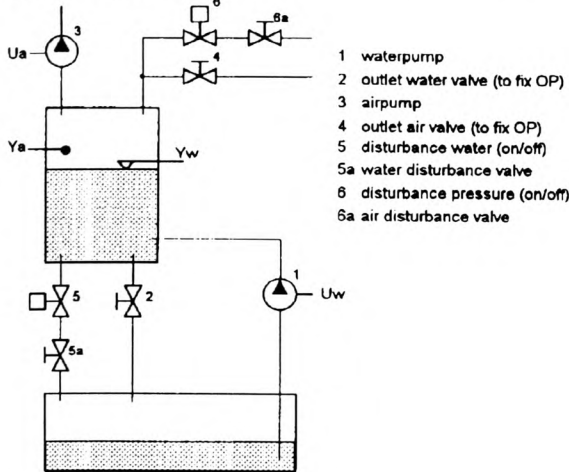 6
6a
3
Ua
4
Ya
Yw
1
Uw
5
2
5a
1 waterpump
2 outlet water valve (to fix OP)
3 airpump
4 outlet air valve (to fix OP)
5 disturbance water (on/off)
5a water disturbance valve
6 disturbance pressure (on/off)
6a air disturbance valve